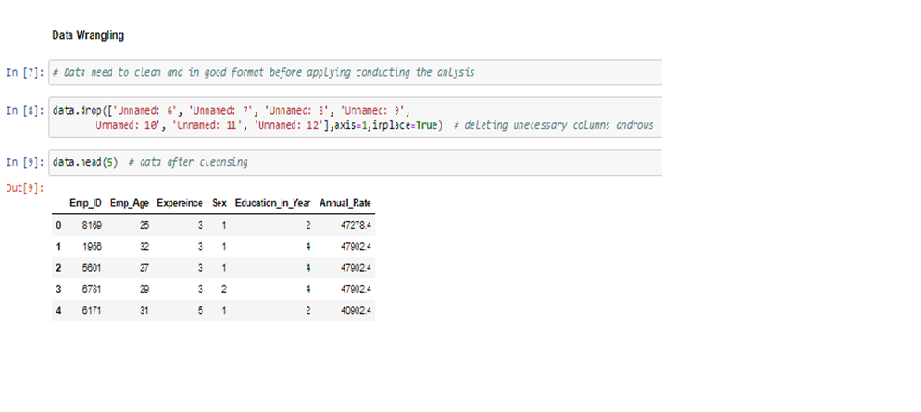 Data Wrangling
In [7]: # Data need to clean and in good format before applying conducting the anlysis
In [8]: data.drop(['Unnamed: 6', 'Unnamed: 7', 'Unnamed: 8', 'Unnamed: 9',
'Unnamed: 10', 'Unnamed: 11', 'Unnamed: 12'],axis=1,inplace=True) # deleting unecessary columns androws
In [9]: data.head(5) # data after cleansing
Out[9]:
Emp_ID Emp_Age Expereince Sex Education_in_Year Annual_Rate
0 8169 25 3 1 2 47278.4
1 32 3 1 4 47902.4
2 5601 27 3 1 4 47902.4
3 6731 29 3 2 4 47902.4
4 6171 31 5 1 2 40902.4